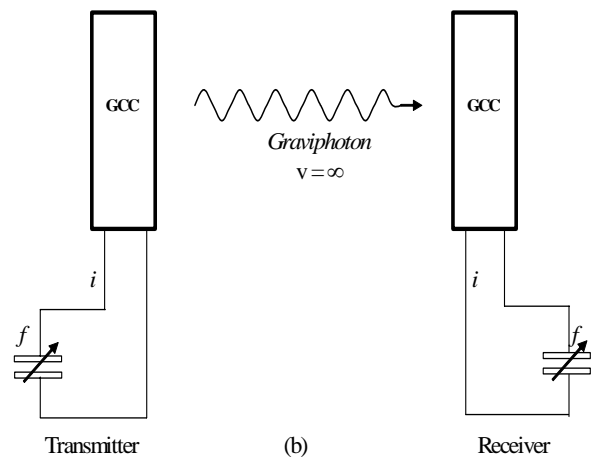 GCC
GCC
Graviphoton
v = ∞
i
i
f
f
Transmitter
(b)
Receiver